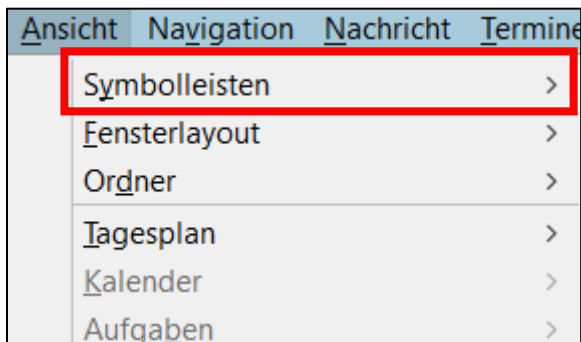 Ansicht Navigation Nachricht Termine
Symbolleisten
Fensterlayout
Ordner
Tagesplan
Kalender
Aufgaben